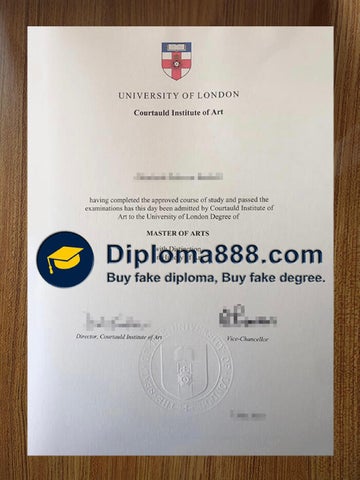 UNIVERSITY OF LONDON
Courtauld Institute of Art
having completed the approved course of study and passed the
examinations has this day been admitted by Courtauld Institute of
Art to the University of London Degree of
MASTER OF ARTS
with Distinction
Diploma888.com
Buy fake diploma, Buy fake degree.
Director, Courtauld Institute of Art
Vice-Chancellor